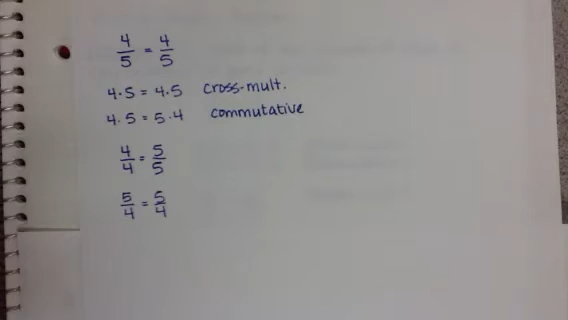 4/5 = 4/5
4·5 = 4·5 cross-mult.
4·5 = 5·4 commutative
4/4 = 5/5
5/4 = 5/4